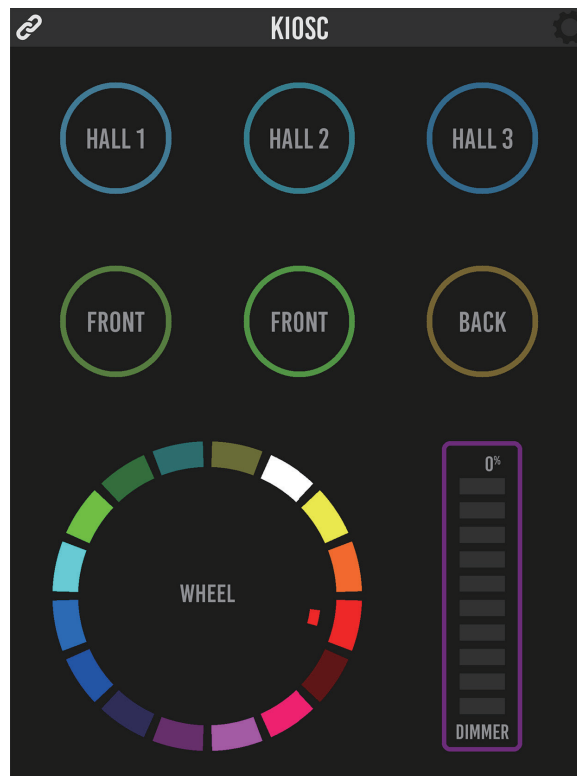 KIOSC
HALL 1
HALL 2
HALL 3
FRONT
FRONT
BACK
0%
WHEEL
DIMMER